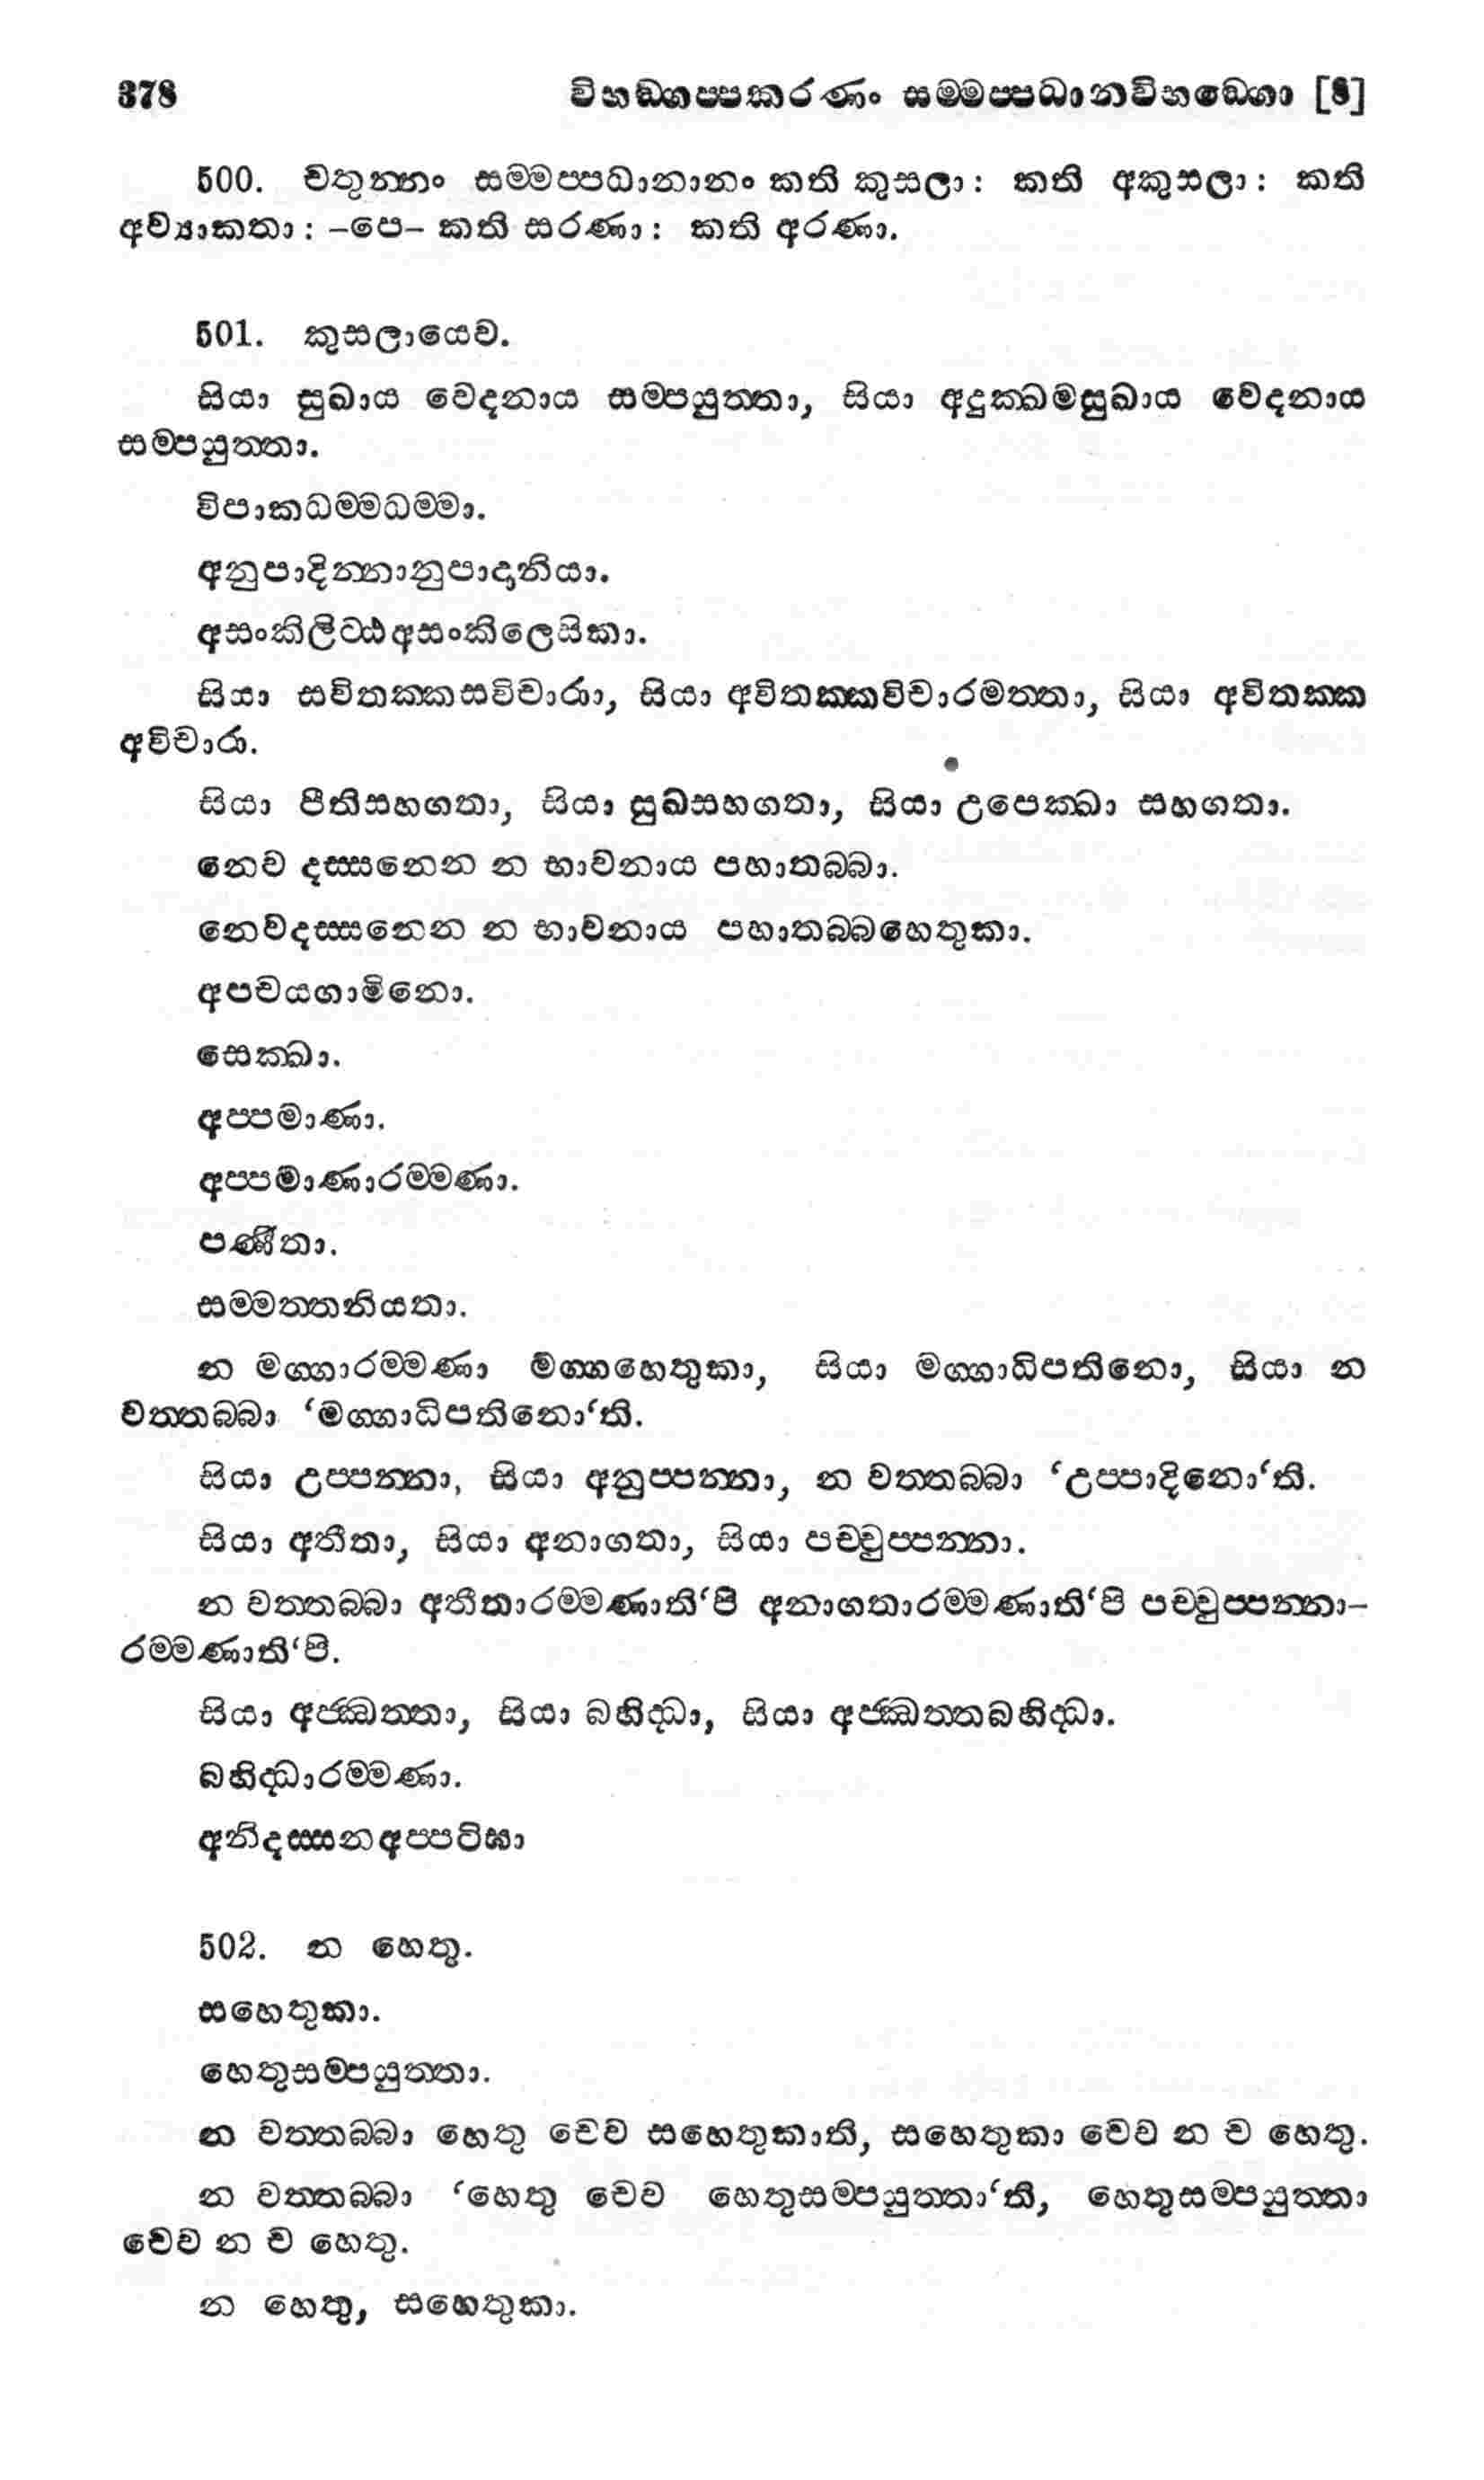 378 විභඞ්ගප්පකරණං සම්මප්පධානවිභඞ්ගො [8]
500. චතුන්නං සම්මප්පධානානං කති කුසලා: කති අකුසලා: කති
අව්‍යාකතා: –පෙ– කති සරණා: කති අරණා.
501. කුසලායෙව.
සියා සුඛාය වෙදනාය සම්පයුත්තා, සියා අදුක්ඛමසුඛාය වෙදනාය
සම්පයුත්තා.
විපාකධම්මධම්මා.
අනුපාදින්නානුපාදානියා.
අසංකිලිට්ඨඅසංකිලෙසිකා.
සියා සවිතක්කසවිචාරා, සියා අවිතක්කවිචාරමත්තා, සියා අවිතක්ක
අවිචාරා.
සියා පීතිසහගතා, සියා සුඛසහගතා, සියා උපෙක්ඛා සහගතා.
නෙව දස්සනෙන න භාවනාය පහාතබ්බා.
නෙවදස්සනෙන න භාවනාය පහාතබ්බහෙතුකා.
අපචයගාමිනො.
සෙක්ඛා.
අප්පමාණා.
අප්පමාණාරම්මණා.
පණීතා.
සම්මත්තනියතා.
න මග්ගාරම්මණා මග්ගහෙතුකා, සියා මග්ගාධිපතිනො, සියා න
වත්තබ්බා ‘මග්ගාධිපතිනො‘ති.
සියා උප්පන්නා, සියා අනුප්පන්නා, න වත්තබ්බා ‘උප්පාදිනො‘ති.
සියා අතීතා, සියා අනාගතා, සියා පච්චුප්පන්නා.
න වත්තබ්බා අතීතාරම්මණාති‘පි අනාගතාරම්මණාති‘පි පච්චුප්පන්නා–
රම්මණාති‘පි.
සියා අජ්ඣත්තා, සියා බහිද්ධා, සියා අජ්ඣත්තබහිද්ධා.
බහිද්ධාරම්මණා.
අනිදස්සනඅප්පටිඝා
502. න හෙතු.
සහෙතුකා.
හෙතුසම්පයුත්තා.
න වත්තබ්බා හෙතු චෙව සහෙතුකාති, සහෙතුකා චෙව න ච හෙතු.
න වත්තබ්බා ‘හෙතු චෙව හෙතුසම්පයුත්තා‘ති, හෙතුසම්පයුත්තා
චෙව න ච හෙතු.
න හෙතු, සහෙතුකා.